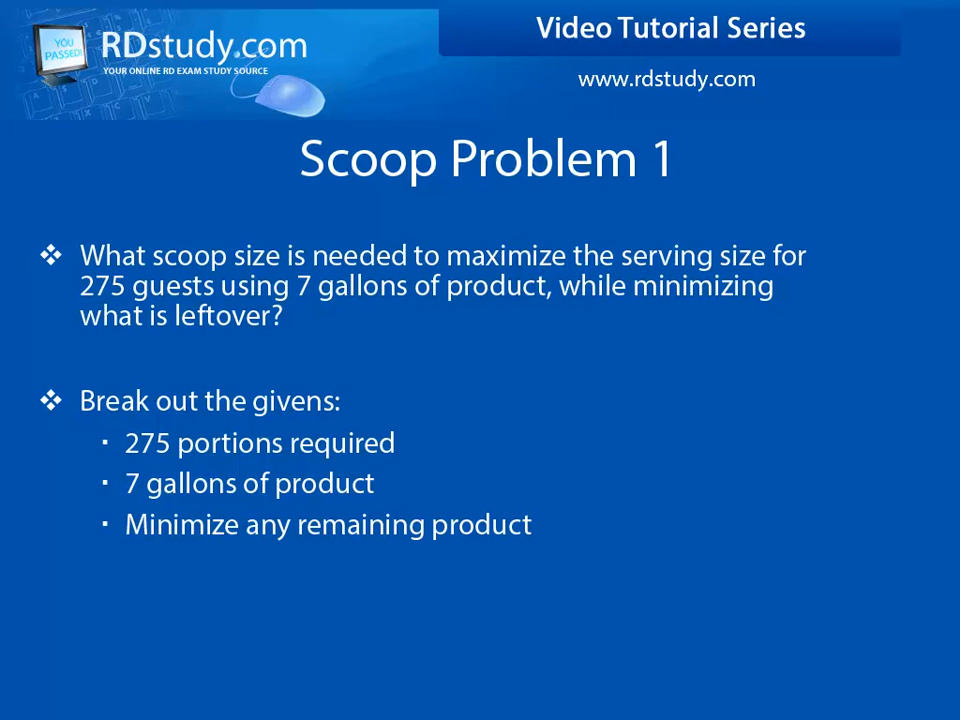 YOU
PASSED!
RDstudy.com
YOUR ONLINE RD EXAM STUDY SOURCE
Video Tutorial Series
www.rdstudy.com
Scoop Problem 1
❖ What scoop size is needed to maximize the serving size for
275 guests using 7 gallons of product, while minimizing
what is leftover?
❖ Break out the givens:
▪ 275 portions required
▪ 7 gallons of product
▪ Minimize any remaining product